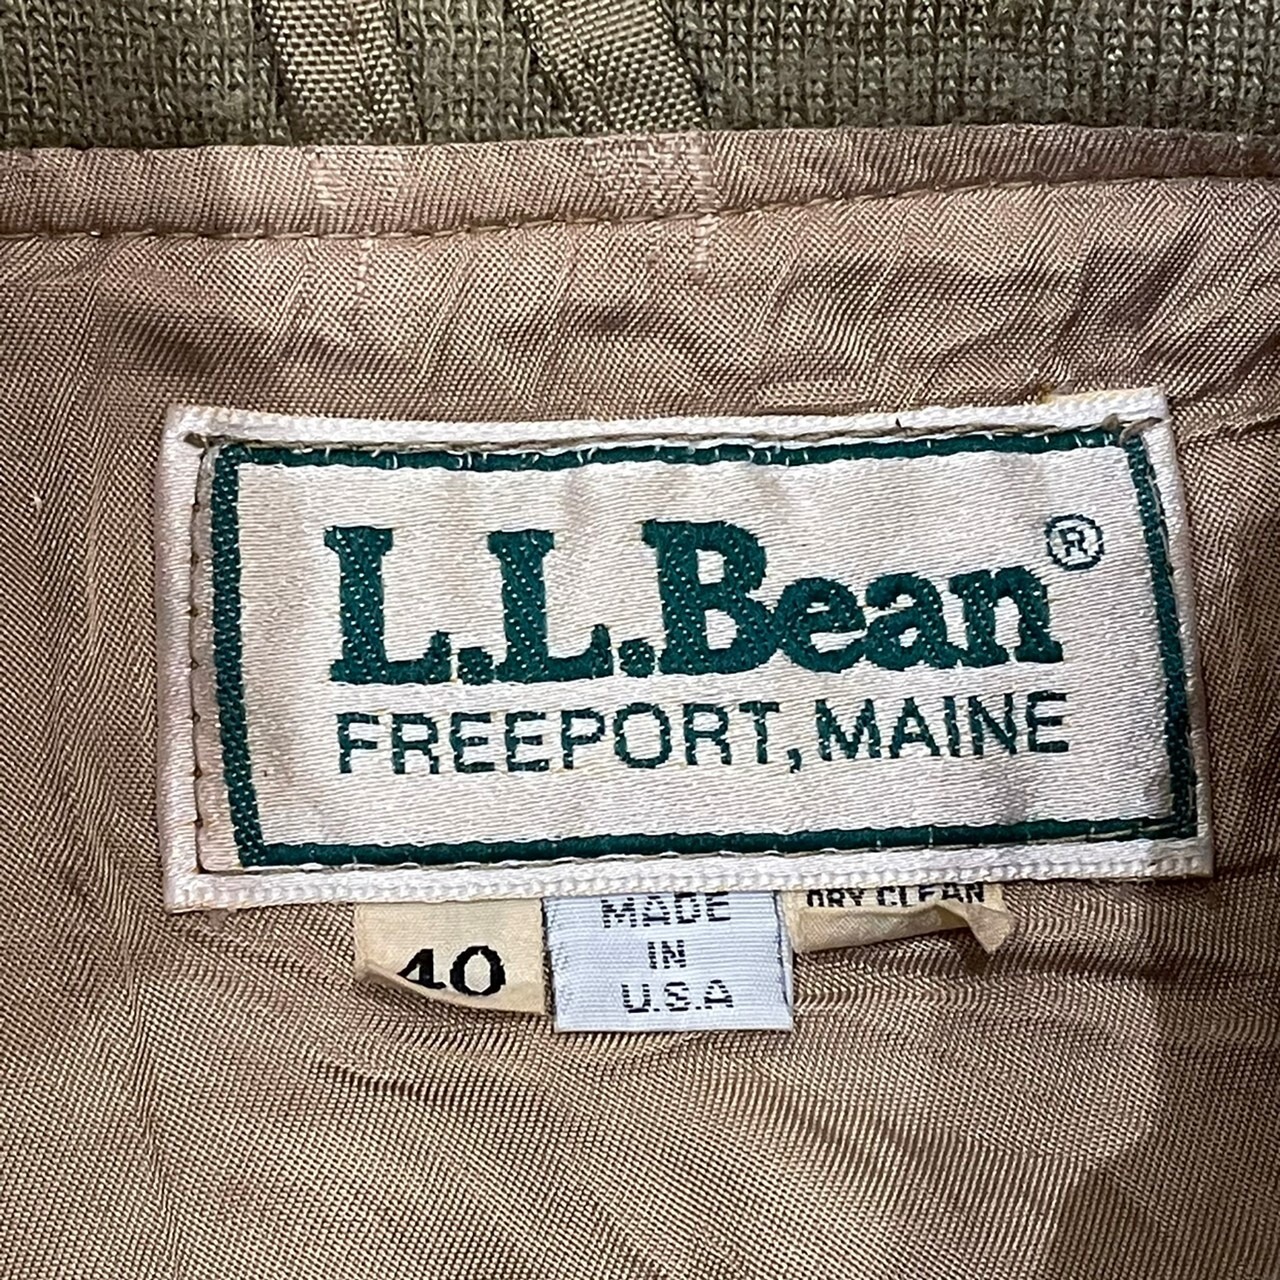 L.L.Bean®
FREEPORT, MAINE
40
MADE
IN
U.S.A
DRY CLEAN